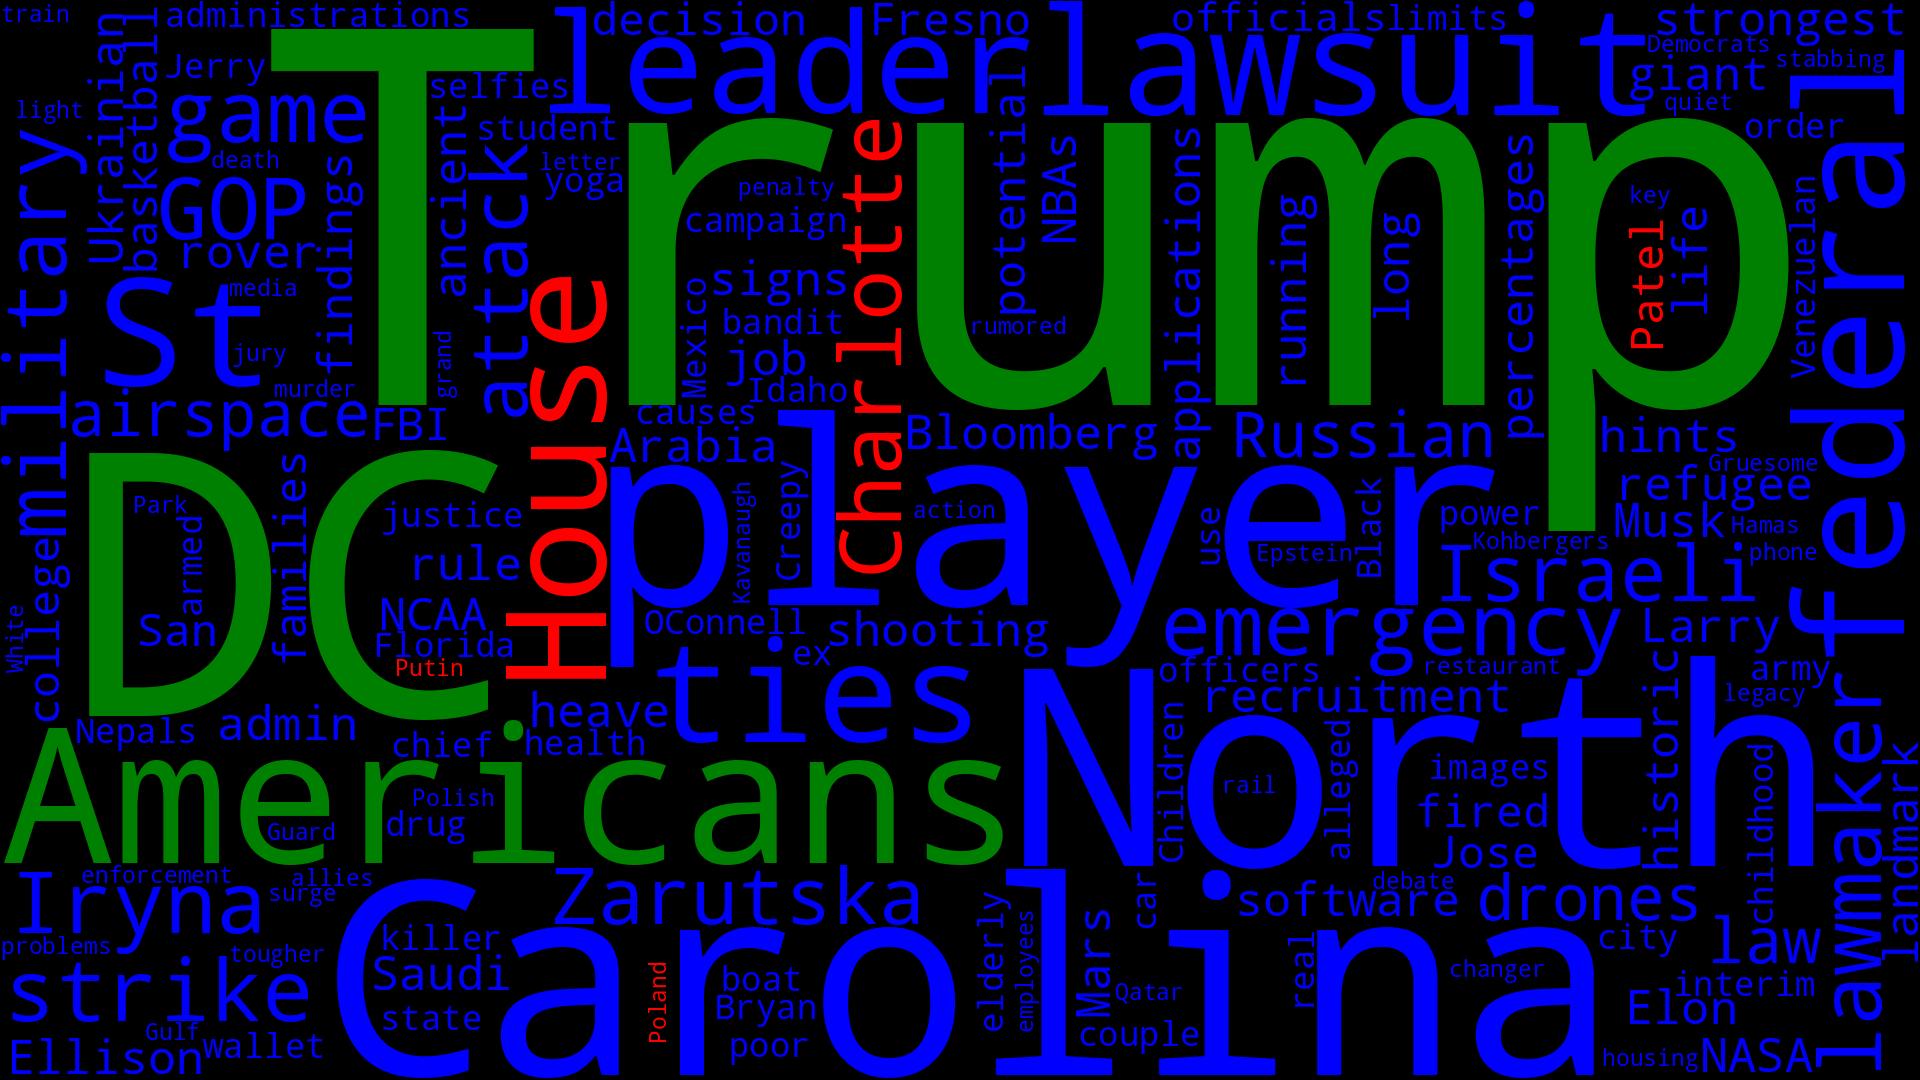 train
administrations
decision
Fresno
officials
limits
strongest
leader
lawsuit
Democrats
stabbing
giant
quiet
order
Trump
Ukrainian
basketball
Jerry
selfies
light
game
death
GOP
rover
findings
ancient
attack
student
letter
yoga
penalty
campaign
signs
Mexico
bandit
job
Idaho
Charlotte
potential
NBAs
rumored
applications
running
long
percentages
key
Patel
life
Venezuelan
federal
military
St
media
jury
murder
grand
airspace
FBI
House
causes
Arabia
Bloomberg
Russian
hints
Gruesome
refugee
Musk
Hamas
phone
DC
Park
armed
San
families
justice
rule
NCAA
Florida
Putin
player
Kavanaugh
Creepy
action
use
Epstein
Black
power
Kohbergers
Israeli
college
White
OConnell
shooting
ex
emergency
Larry
officers
restaurant
army
legacy
recruitment
historic
Nepals
admin
chief
heave
health
ties
North
Children
rail
alleged
images
fired
Jose
childhood
lawmaker
landmark
Americans
Polish
Guard
drug
enforcement
allies
surge
Iryna
Zarutska
elderly
employees
Mars
car
software
debate
drones
law
city
problems
tougher
killer
Saudi
state
strike
Carolina
Poland
boat
Bryan
poor
Qatar
couple
real
changer
interim
Elon
housing
NASA
Gulf
wallet
Ellison